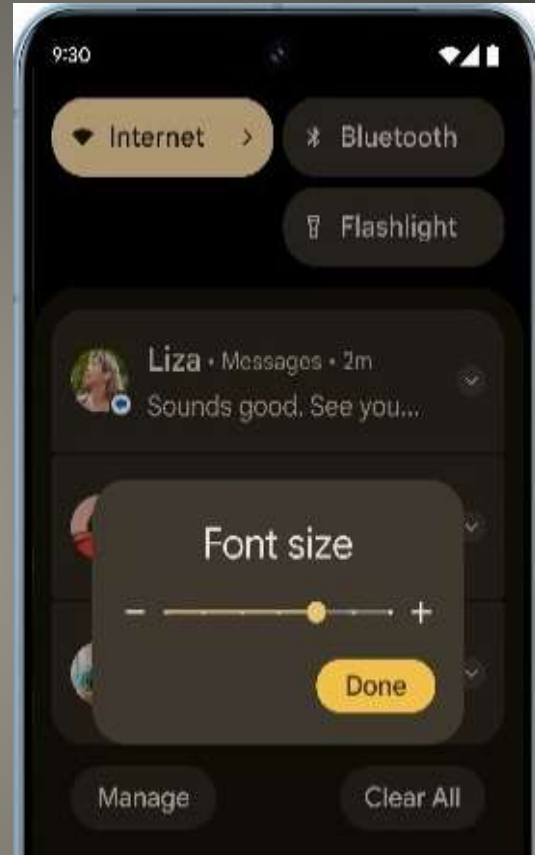 9:30
Internet
Bluetooth
Flashlight
Liza • Messages • 2m
Sounds good. See you...
Font size
− +
Done
Manage
Clear All